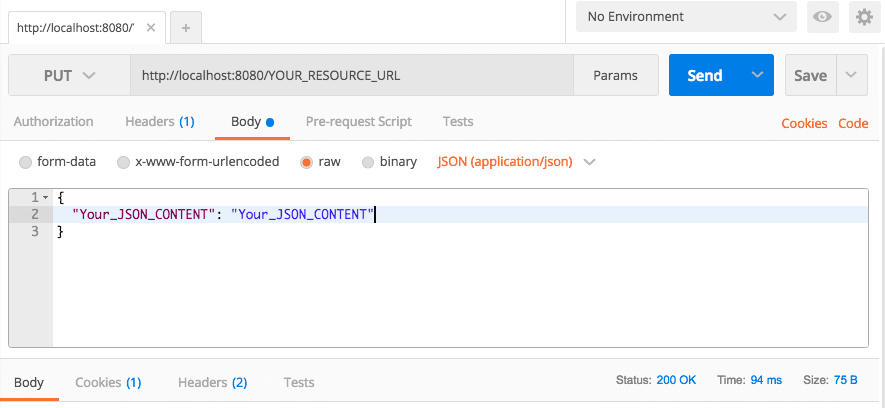 http://localhost:8080/' × + No Environment
PUT http://localhost:8080/YOUR_RESOURCE_URL Params Send Save
Authorization Headers (1) Body Pre-request Script Tests Cookies Code
form-data x-www-form-urlencoded raw binary JSON (application/json)
1 {
2 "Your_JSON_CONTENT": "Your_JSON_CONTENT"
3 }
Body Cookies (1) Headers (2) Tests Status: 200 OK Time: 94 ms Size: 75 B